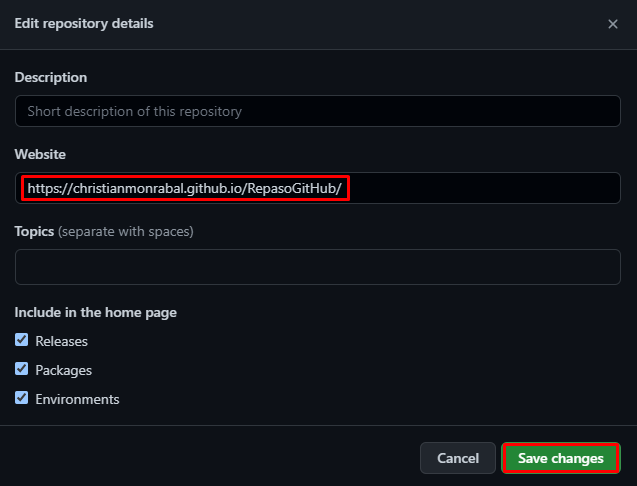 Edit repository details
Description
Short description of this repository
Website
https://christianmonrabal.github.io/RepasoGitHub/
Topics (separate with spaces)
Include in the home page
Releases
Packages
Environments
Cancel
Save changes